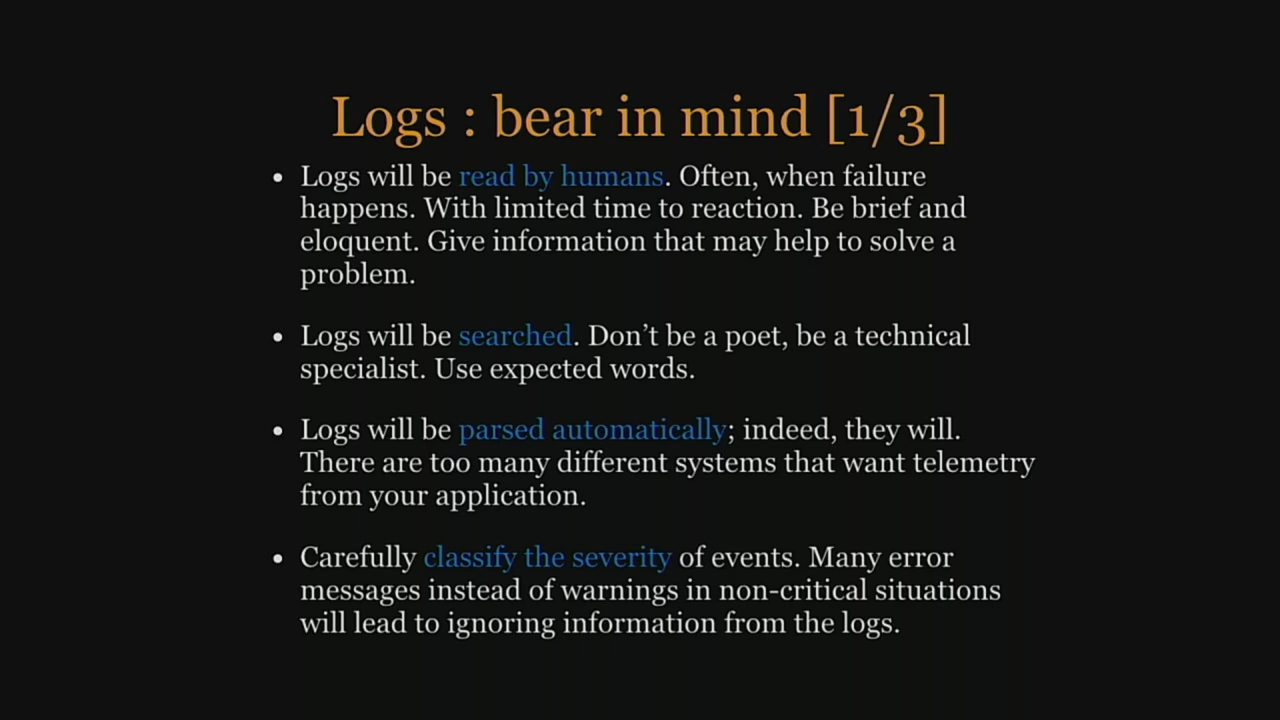 Logs : bear in mind [1/3]
• Logs will be read by humans. Often, when failure
happens. With limited time to reaction. Be brief and
eloquent. Give information that may help to solve a
problem.
• Logs will be searched. Don’t be a poet, be a technical
specialist. Use expected words.
• Logs will be parsed automatically; indeed, they will.
There are too many different systems that want telemetry
from your application.
• Carefully classify the severity of events. Many error
messages instead of warnings in non-critical situations
will lead to ignoring information from the logs.